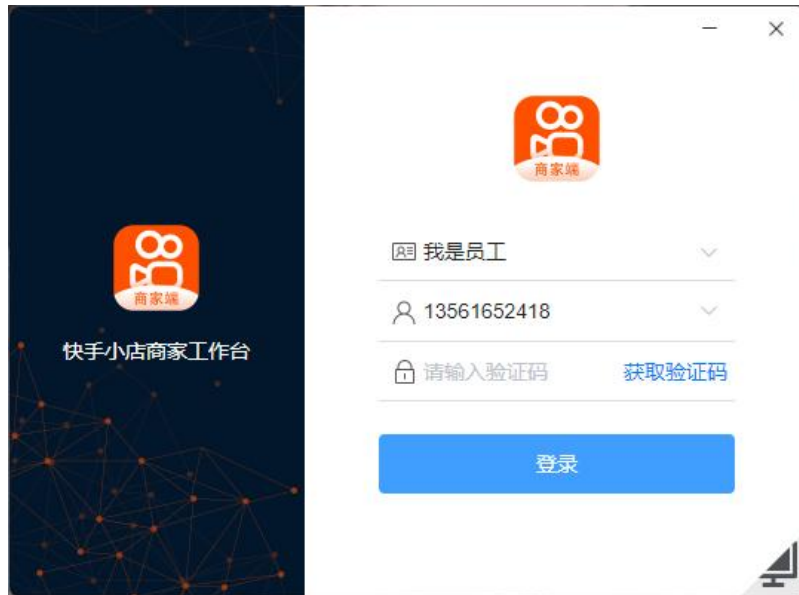 商家端
快手小店商家工作台
商家端
我是员工
13561652418
请输入验证码 获取验证码
登录